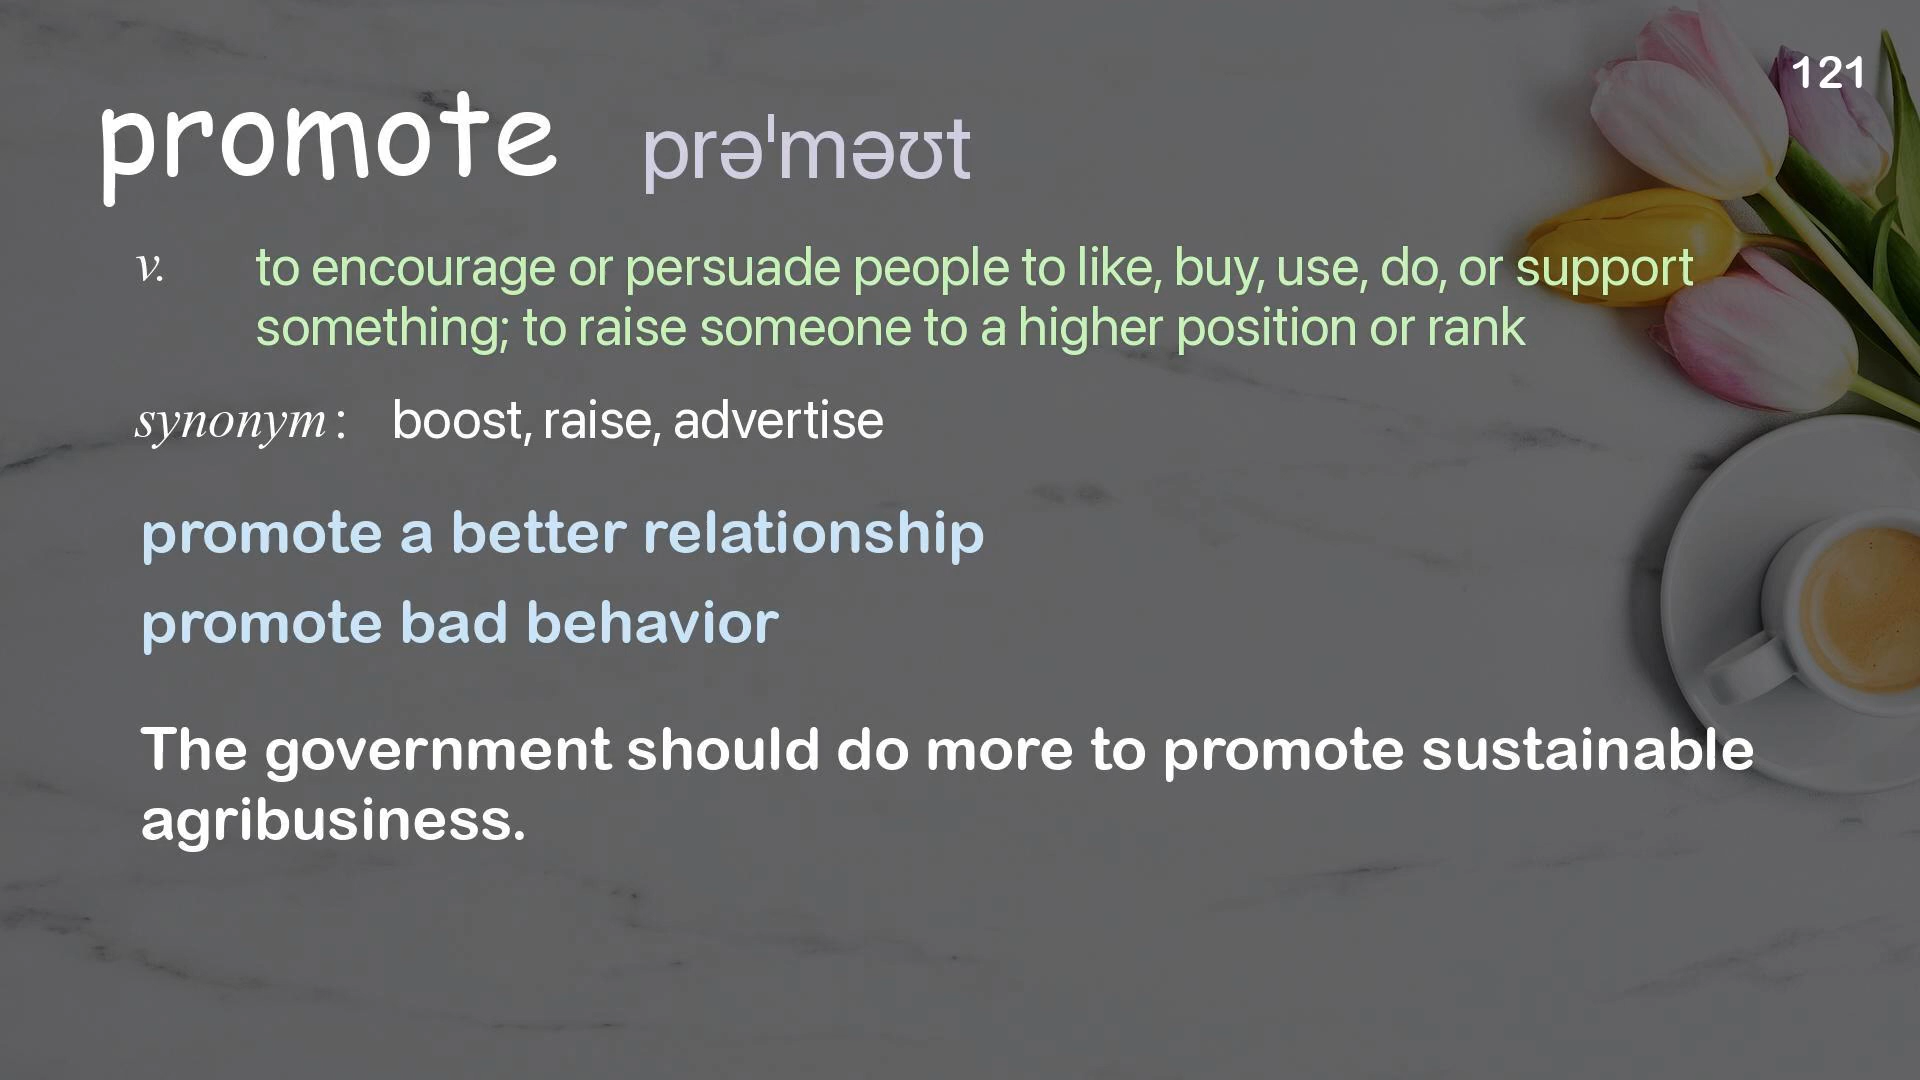 121
promote prəˈməʊt
v. to encourage or persuade people to like, buy, use, do, or support
something; to raise someone to a higher position or rank
synonym: boost, raise, advertise
promote a better relationship
promote bad behavior
The government should do more to promote sustainable
agribusiness.